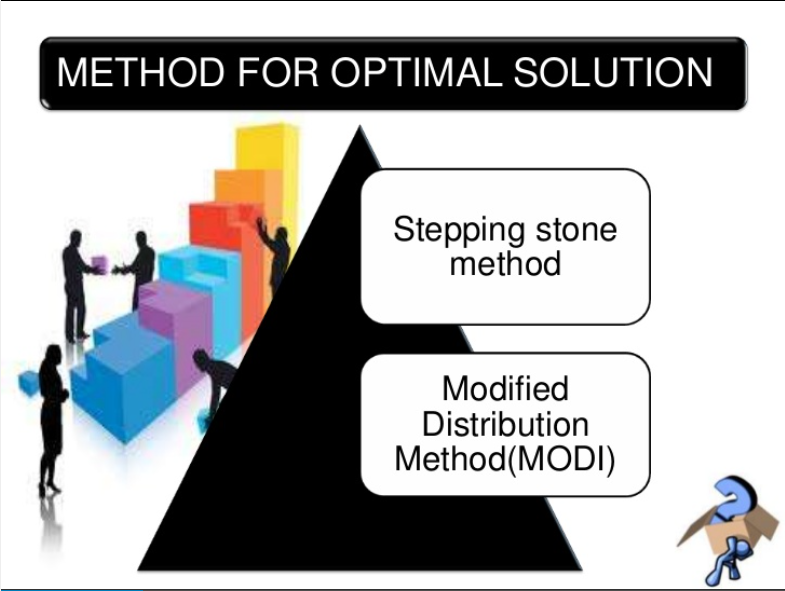 METHOD FOR OPTIMAL SOLUTION
Stepping stone
method
Modified
Distribution
Method(MODI)